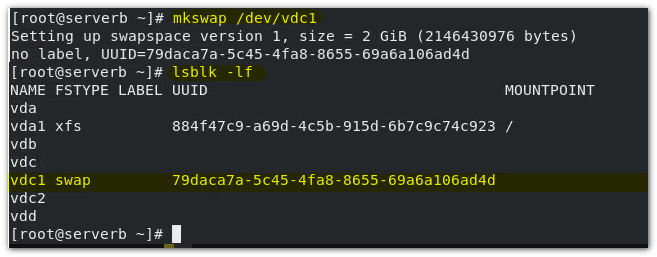 [root@serverb ~]# mkswap /dev/vdc1
Setting up swapspace version 1, size = 2 GiB (2146430976 bytes)
no label, UUID=79daca7a-5c45-4fa8-8655-69a6a106ad4d
[root@serverb ~]# lsblk -lf
NAME FSTYPE LABEL UUID                                 MOUNTPOINT
vda
vda1 xfs          884f47c9-a69d-4c5b-915d-6b7c9c74c923 /
vdb
vdc
vdc1 swap         79daca7a-5c45-4fa8-8655-69a6a106ad4d
vdc2
vdd
[root@serverb ~]#